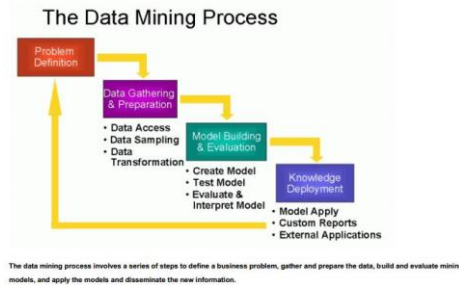 The Data Mining Process
Problem
Definition
Data Gathering
& Preparation
• Data Access
• Data Sampling
• Data
Transformation
Model Building
& Evaluation
• Create Model
• Test Model
• Evaluate &
Interpret Model
Knowledge
Deployment
• Model Apply
• Custom Reports
• External Applications
The data mining process involves a series of steps to define a business problem, gather and prepare the data, build and evaluate minin
models, and apply the models and disseminate the new information.